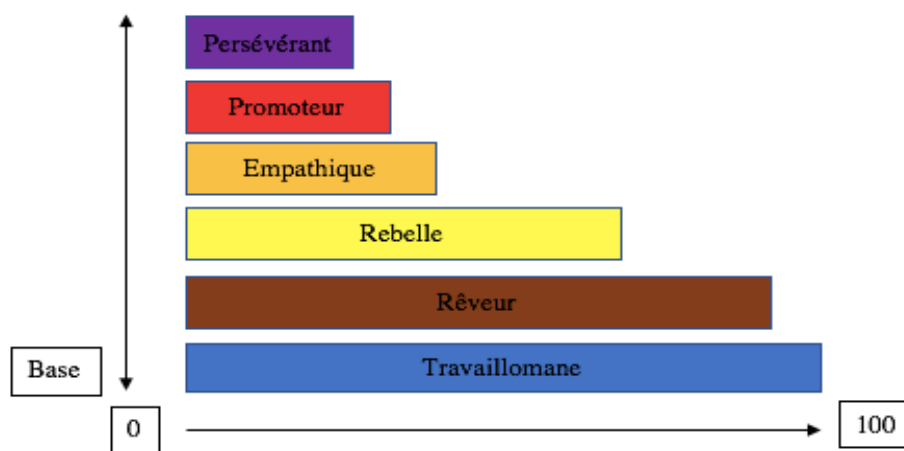 Persévérant
Promoteur
Empathique
Rebelle
Rêveur
Base
Travaillomane
0
100